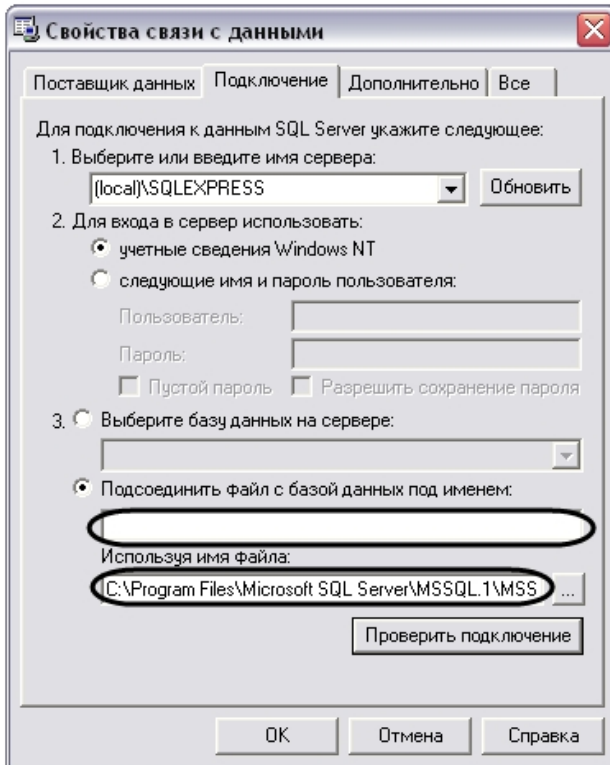 Свойства связи с данными
Поставщик данных Подключение Дополнительно Все
Для подключения к данным SQL Server укажите следующее:
1. Выберите или введите имя сервера:
(local)\SQLEXPRESS Обновить
2. Для входа в сервер использовать:
учетные сведения Windows NT
следующие имя и пароль пользователя:
Пользователь:
Пароль:
Пустой пароль Разрешить сохранение пароля
3. Выберите базу данных на сервере:
Подсоединить файл с базой данных под именем:
Используя имя файла:
C:\Program Files\Microsoft SQL Server\MSSQL.1\MSS ...
Проверить подключение
OK Отмена Справка